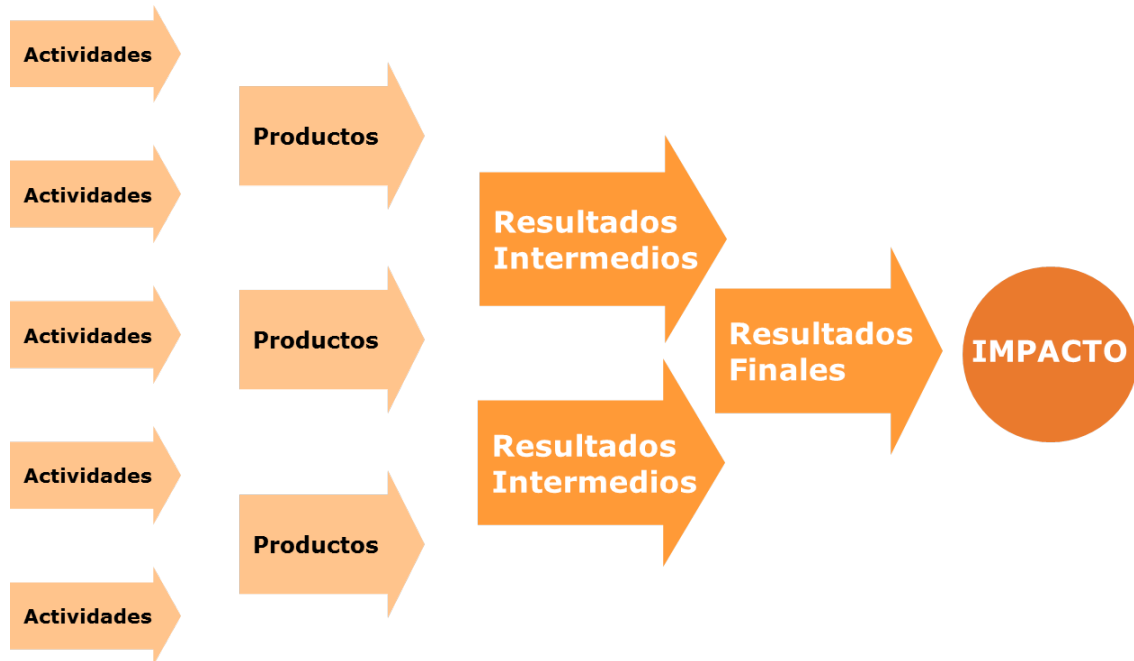 Actividades
Actividades
Actividades
Actividades
Actividades
Productos
Productos
Productos
Resultados
Intermedios
Resultados
Intermedios
Resultados
Finales
IMPACTO